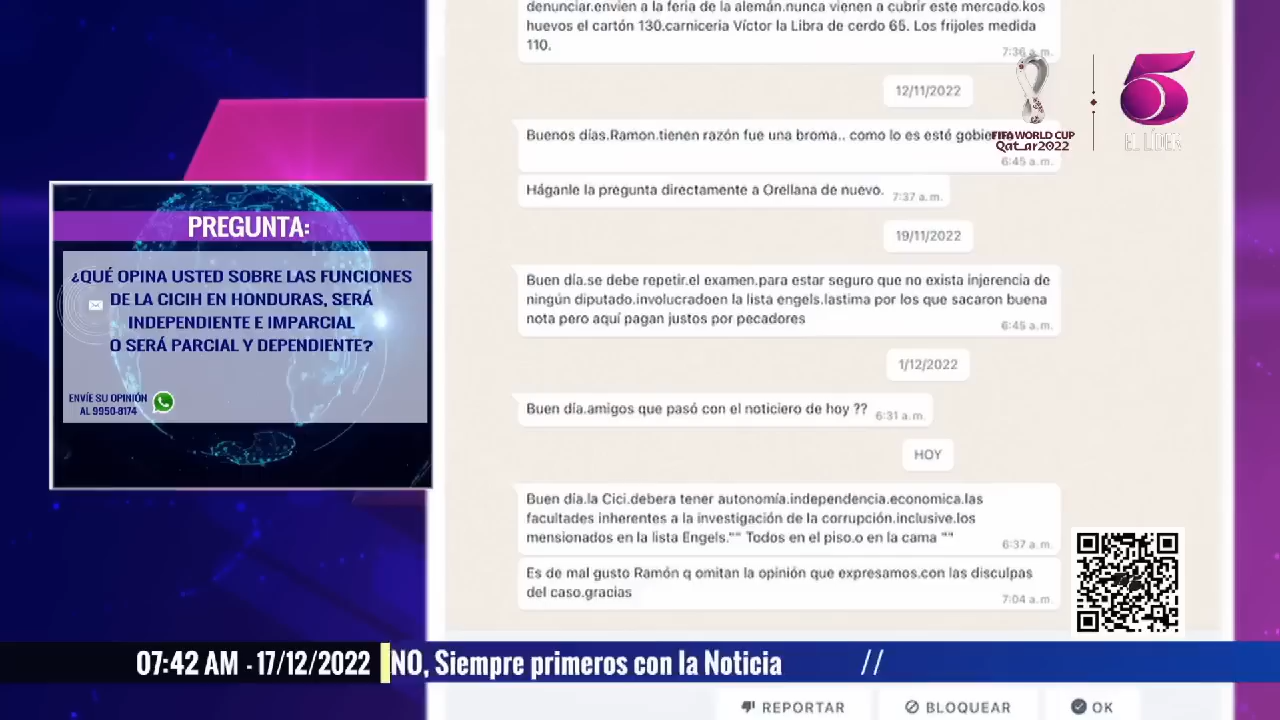 denunciar.envien a la feria de la alemán.nunca vienen a cubrir este mercado.kos
huevos el cartón 130.carniceria Víctor la Libra de cerdo 65. Los frijoles medida
110.
7:36 a.m.
12/11/2022
Buenos días.Ramon.tienen razón fue una broma.. como lo es esté
6:45 a.m.
Háganle la pregunta directamente a Orellana de nuevo.
7:37 a.m.
19/11/2022
Buen día.se debe repetir.el examen.para estar seguro que no exista injerencia de
ningún diputado.involucradoen la lista engels.lastima por los que sacaron buena
nota pero aquí pagan justos por pecadores
6:45 a.m.
1/12/2022
Buen día.amigos que pasó con el noticiero de hoy ??
6:31 a.m.
HOY
Buen día.la Cici.debera tener autonomía.independencia.economica.las
facultades inherentes a la investigación de la corrupción.inclusive.los
mencionados en la lista Engels."" Todos en el piso.o en la cama ""
6:37 a.m.
Es de mal gusto Ramón q omitan la opinión que expresamos.con las disculpas
del caso.gracias
7:04 a.m.
FIFA WORLD CUP
Qatar2022
5
EL LÍDER
PREGUNTA:
¿QUÉ OPINA USTED SOBRE LAS FUNCIONES
DE LA CICIH EN HONDURAS, SERÁ
INDEPENDIENTE E IMPARCIAL
O SERÁ PARCIAL Y DEPENDIENTE?
ENVÍE SU OPINIÓN
AL 9950-8174
07:42 AM - 17/12/2022
NO, Siempre primeros con la Noticia //
REPORTAR
BLOQUEAR
OK